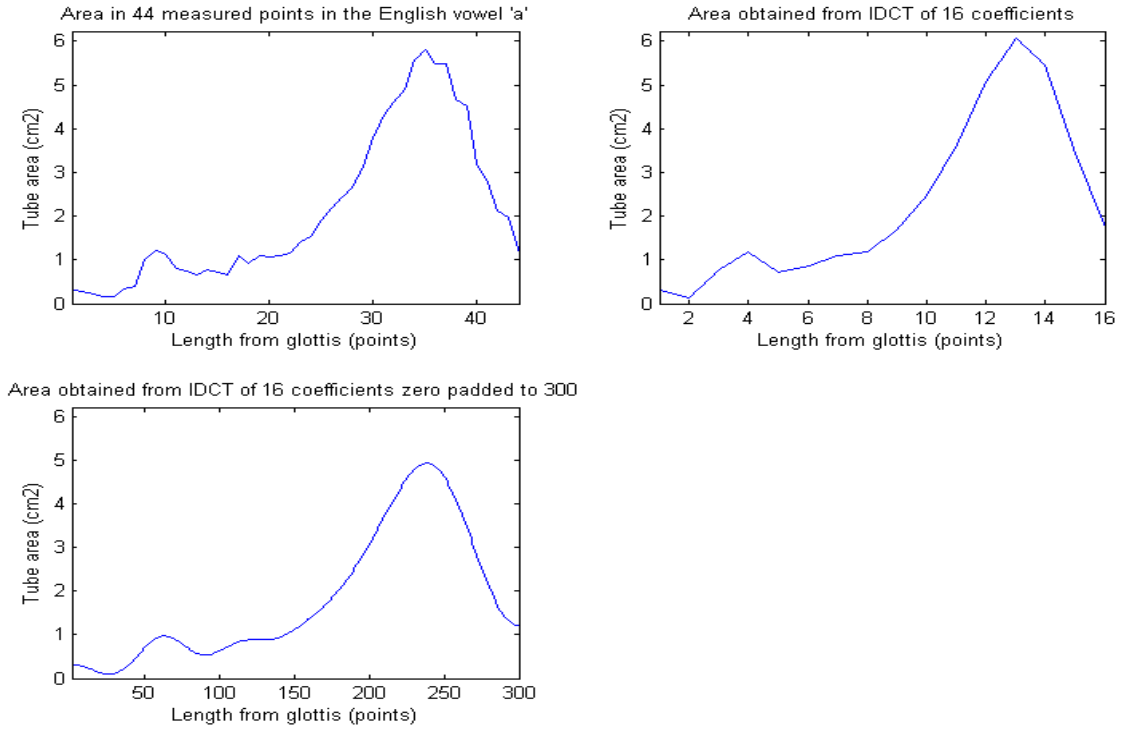 Area in 44 measured points in the English vowel 'a'
6
5
4
3
2
1
0
Tube area (cm2)
10 20 30 40
Length from glottis (points)
Area obtained from IDCT of 16 coefficients
6
5
4
3
2
1
0
Tube area (cm2)
2 4 6 8 10 12 14 16
Length from glottis (points)
Area obtained from IDCT of 16 coefficients zero padded to 300
6
5
4
3
2
1
0
Tube area (cm2)
50 100 150 200 250 300
Length from glottis (points)